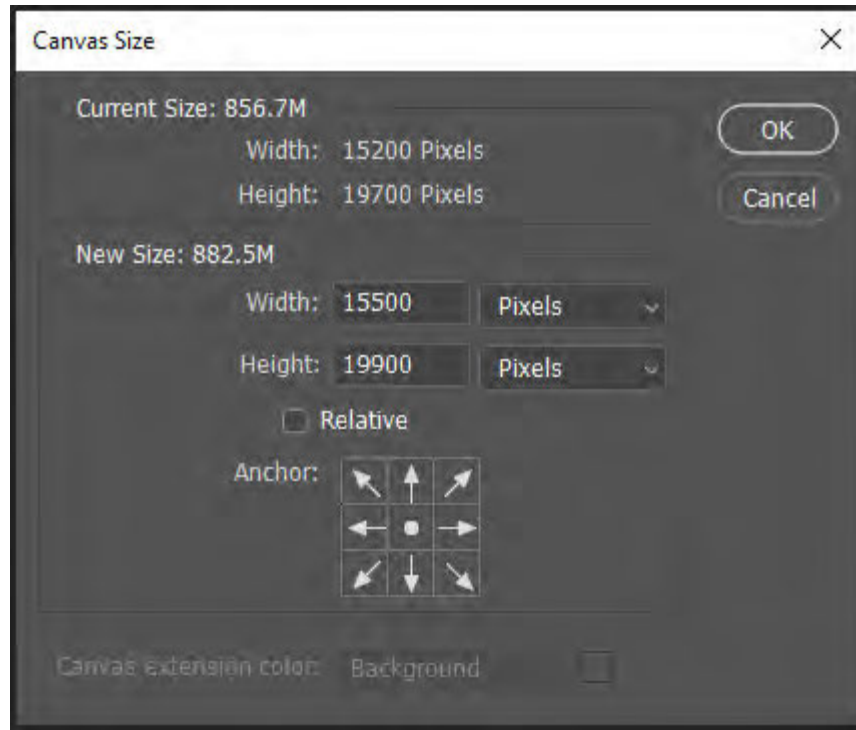 Canvas Size
Current Size: 856.7M
Width: 15200 Pixels
Height: 19700 Pixels
OK
Cancel
New Size: 882.5M
Width: 15500 Pixels
Height: 19900 Pixels
Relative
Anchor:
Canvas extension color: Background